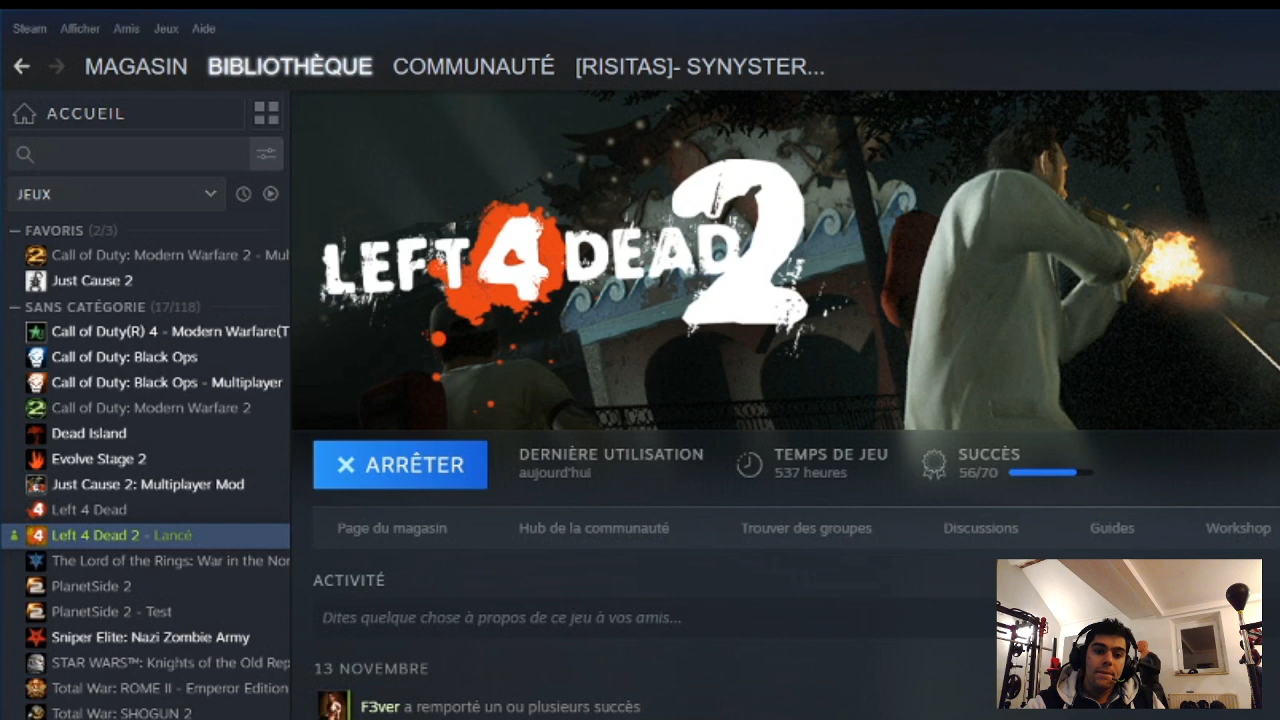 Steam Afficher Amis Jeux Aide
MAGASIN BIBLIOTHÈQUE COMMUNAUTÉ [RISITAS]- SYNYSTER...
ACCUEIL
JEUX
FAVORIS (2/3)
Call of Duty: Modern Warfare 2 - Mul
Just Cause 2
SANS CATÉGORIE (17/118)
Call of Duty(R) 4 - Modern Warfare(T
Call of Duty: Black Ops
Call of Duty: Black Ops - Multiplayer
Call of Duty: Modern Warfare 2
Dead Island
Evolve Stage 2
Just Cause 2: Multiplayer Mod
Left 4 Dead
Left 4 Dead 2 - Lancé
The Lord of the Rings: War in the Nor
PlanetSide 2
PlanetSide 2 - Test
Sniper Elite: Nazi Zombie Army
STAR WARS™: Knights of the Old Rep
Total War: ROME II - Emperor Edition
Total War: SHOGUN 2
LEFT 4 DEAD 2
ARRÊTER
DERNIÈRE UTILISATION
aujourd'hui
TEMPS DE JEU
537 heures
SUCCÈS
56/70
Page du magasin Hub de la communauté Trouver des groupes Discussions Guides Workshop
ACTIVITÉ
Dites quelque chose à propos de ce jeu à vos amis...
13 NOVEMBRE
F3ver a remporté un ou plusieurs succès